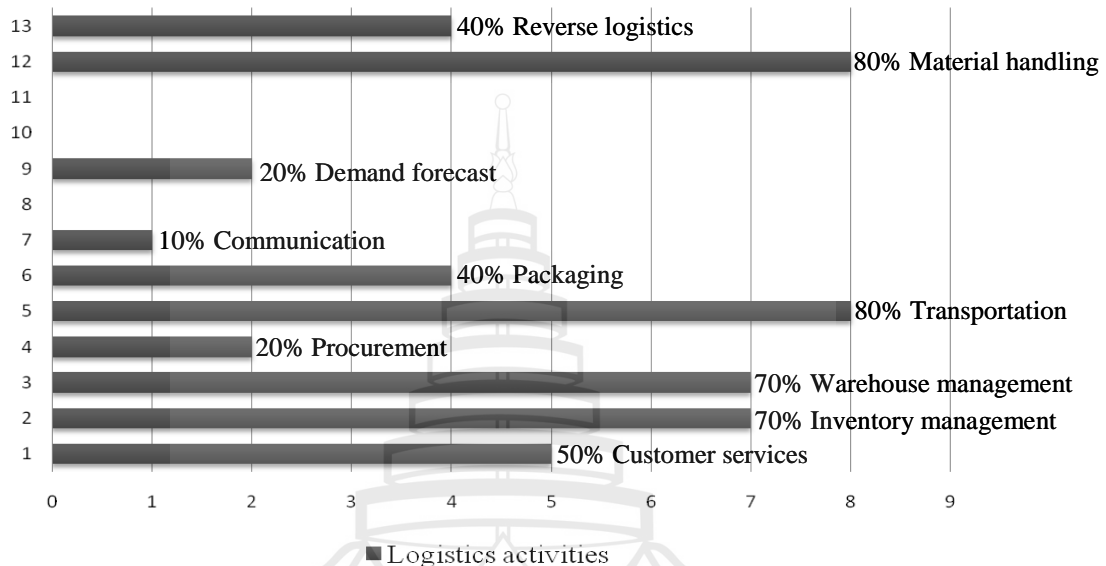 13 40% Reverse logistics
12 80% Material handling
11
10
9 20% Demand forecast
8
7 10% Communication
6 40% Packaging
5 80% Transportation
4 20% Procurement
3 70% Warehouse management
2 70% Inventory management
1 50% Customer services
0 1 2 3 4 5 6 7 8 9
Logistics activities